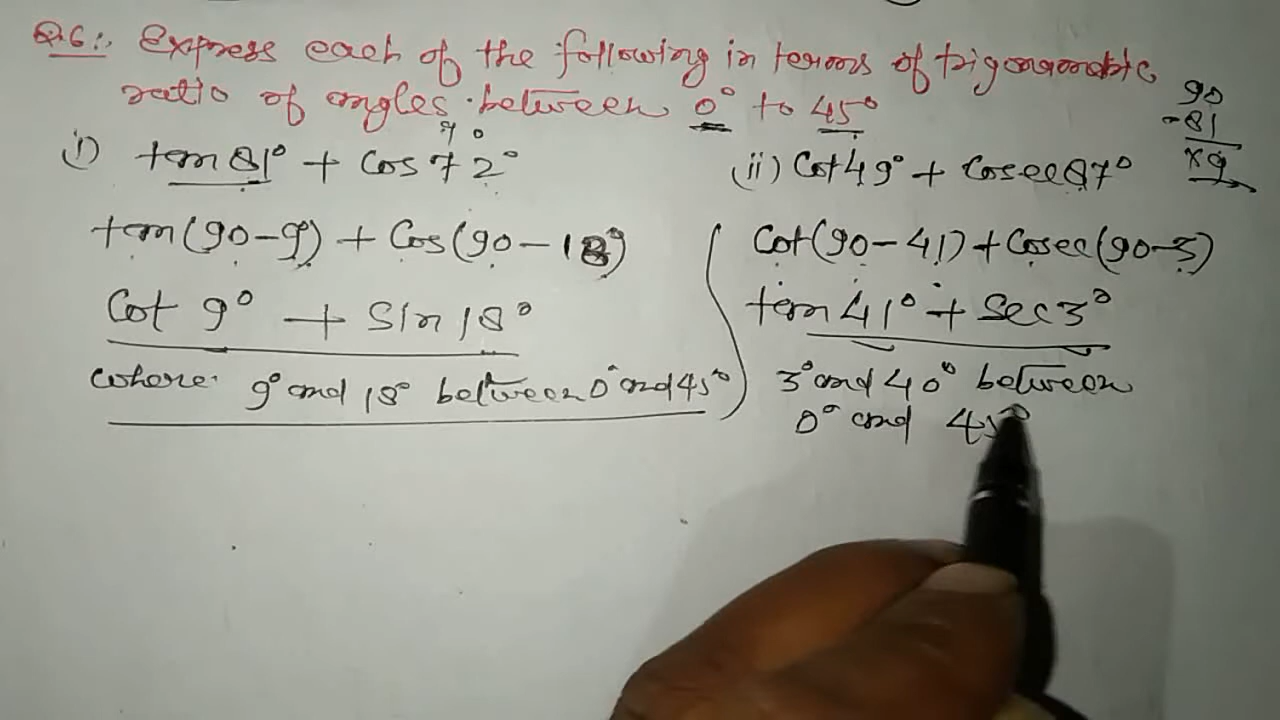 Q.6:. Express each of the following in terms of trigonometric
ratio of angles between 0° to 45°
i) tan 81° + Cos 72°
(ii) Cot 49° + Cosec 87°
90
-81
x9
tan(90-9) + Cos(90-18)
Cot 9° + Sin 18°
where 9° and 18° between 0° and 45°
Cot(90-41) + Cosec(90-3)
tan 41° + Sec 3°
3° and 40° between
0° and 45°